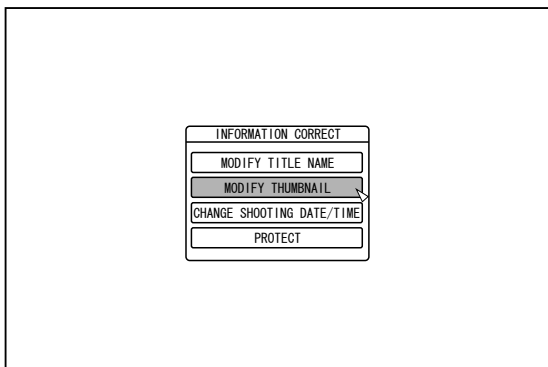 INFORMATION CORRECT
MODIFY TITLE NAME
MODIFY THUMBNAIL
CHANGE SHOOTING DATE/TIME
PROTECT